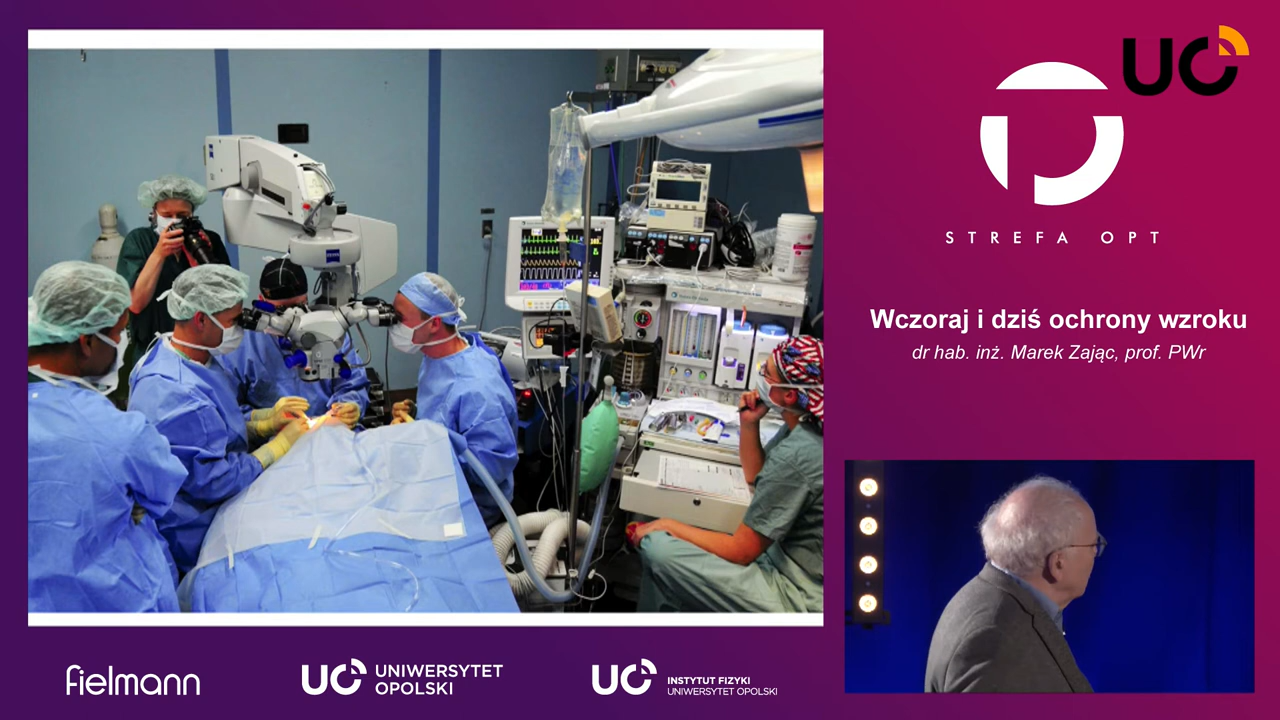 UO
STREFA OPT
Wczoraj i dziś ochrony wzroku
dr hab. inż. Marek Zając, prof. PWr
fielmann
UO UNIWERSYTET
OPOLSKI
UO INSTYTUT FIZYKI
UNIWERSYTET OPOLSKI